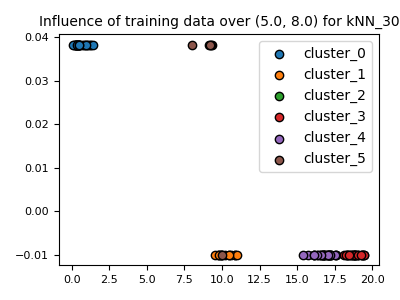 Influence of training data over (5.0, 8.0) for kNN_30
0.04
0.03
0.02
0.01
0.00
−0.01
cluster_0
cluster_1
cluster_2
cluster_3
cluster_4
cluster_5
0.0 2.5 5.0 7.5 10.0 12.5 15.0 17.5 20.0